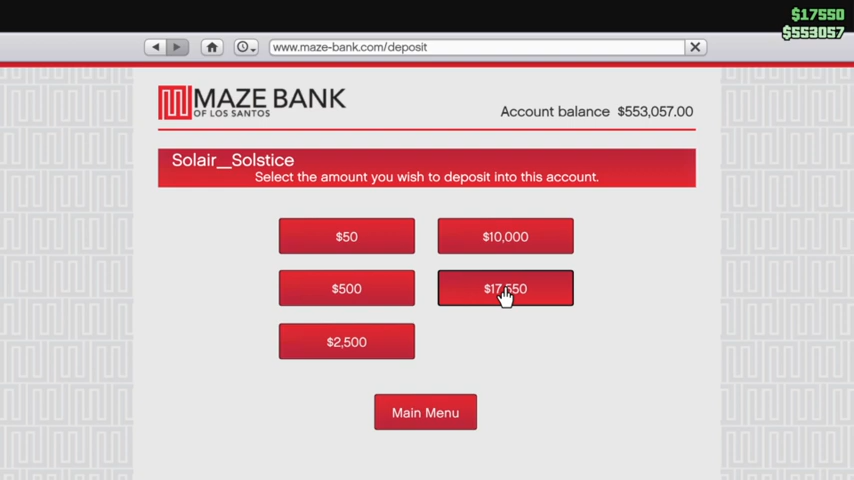 $17550
$553057
www.maze-bank.com/deposit
MAZE BANK
OF LOS SANTOS
Account balance $553,057.00
Solair__Solstice
Select the amount you wish to deposit into this account.
$50
$10,000
$500
$17,550
$2,500
Main Menu